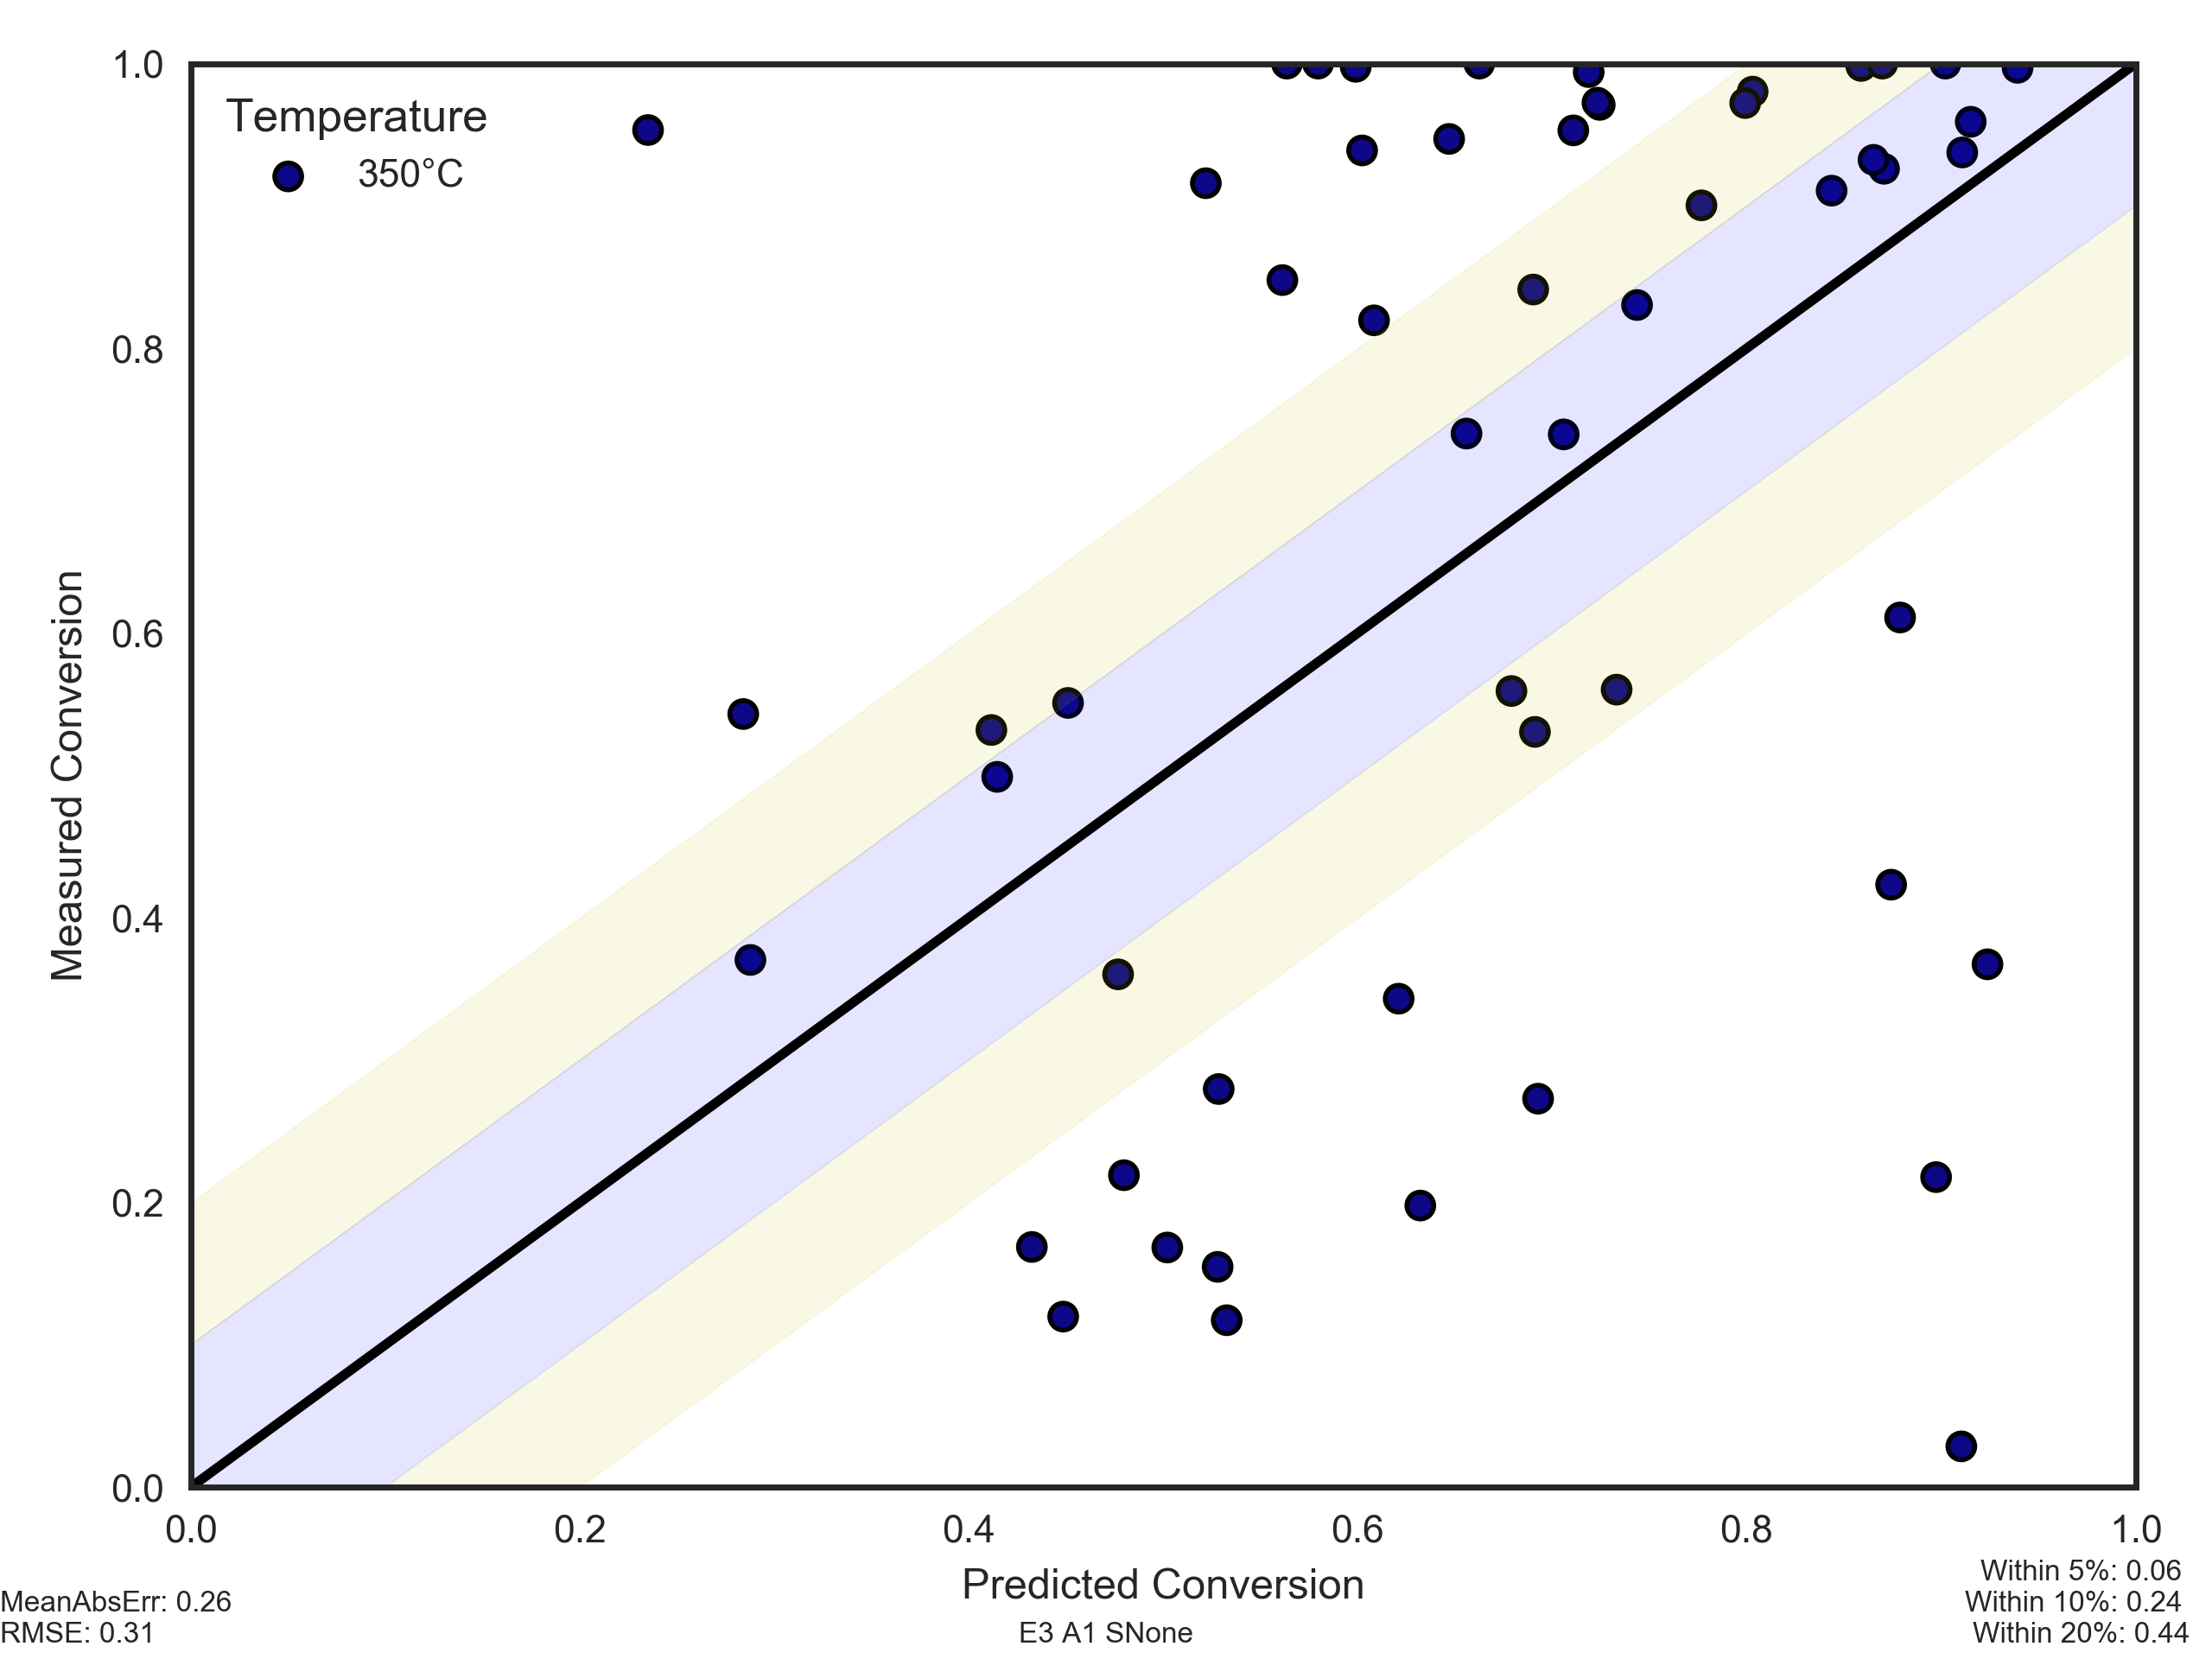 1.0
0.8
0.6
0.4
0.2
0.0
Measured Conversion
Temperature
350°C
0.0 0.2 0.4 0.6 0.8 1.0
Predicted Conversion
E3 A1 SNone
MeanAbsErr: 0.26
RMSE: 0.31
Within 5%: 0.06
Within 10%: 0.24
Within 20%: 0.44